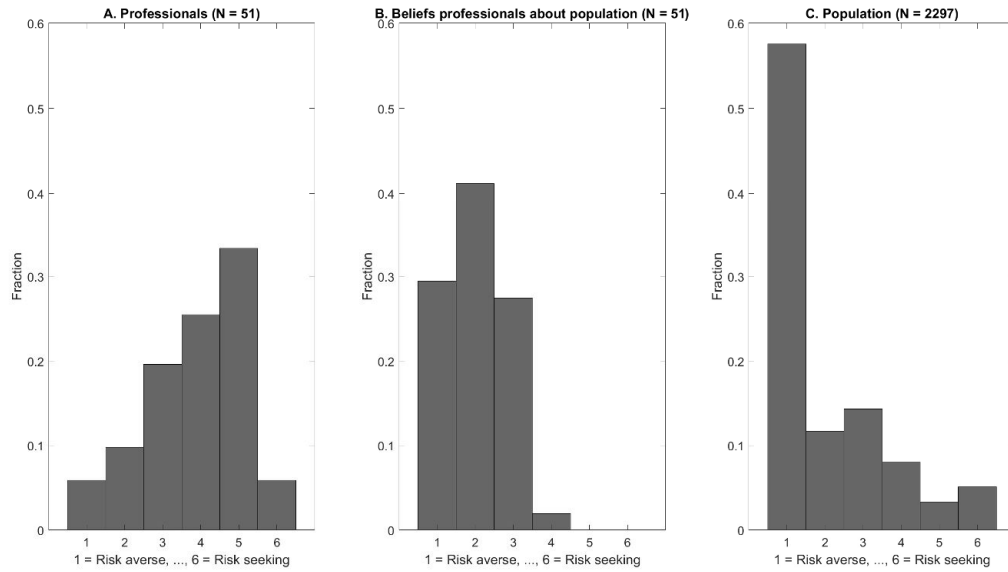 A. Professionals (N = 51)
0.6
0.5
0.4
0.3
0.2
0.1
0
Fraction
1 2 3 4 5 6
1 = Risk averse, ..., 6 = Risk seeking
B. Beliefs professionals about population (N = 51)
0.6
0.5
0.4
0.3
0.2
0.1
0
Fraction
1 2 3 4 5 6
1 = Risk averse, ..., 6 = Risk seeking
C. Population (N = 2297)
0.6
0.5
0.4
0.3
0.2
0.1
0
Fraction
1 2 3 4 5 6
1 = Risk averse, ..., 6 = Risk seeking